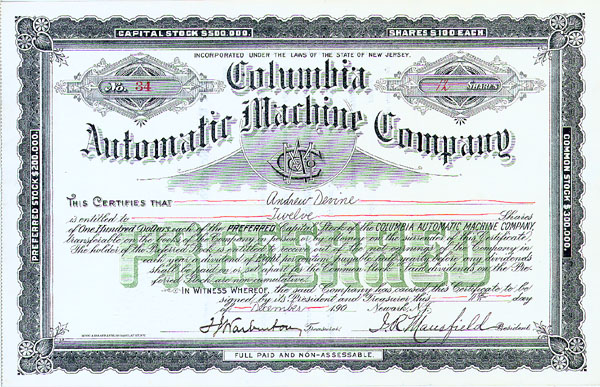 CAPITAL STOCK $500,000.
SHARES $100 EACH.
INCORPORATED UNDER THE LAWS OF THE STATE OF NEW JERSEY.
No. 34
12 SHARES
Columbia
Automatic Machine Company
PREFERRED STOCK $200,000.
COMMON STOCK $300,000.
THIS CERTIFIES THAT Andrew Devine
is entitled to Twelve Shares
of One Hundred Dollars each of the PREFERRED Capital Stock of the COLUMBIA AUTOMATIC MACHINE COMPANY,
transferable on the books of the Company in person or by attorney on the surrender of this Certificate.
The holder of the Preferred Stock is entitled to receive out of the net earnings of the Company in
each year a dividend of per cent. payable before any dividends
shall be paid or set apart for the Common Stock. Said dividends on the Pre-
ferred Stock are non-cumulative.
PREFERRED
IN WITNESS WHEREOF, the said Company has caused this Certificate to be
signed by its President and Treasurer this day
of December 190 Newark, N.J.
Treasurer. President.
FULL PAID AND NON-ASSESSABLE.